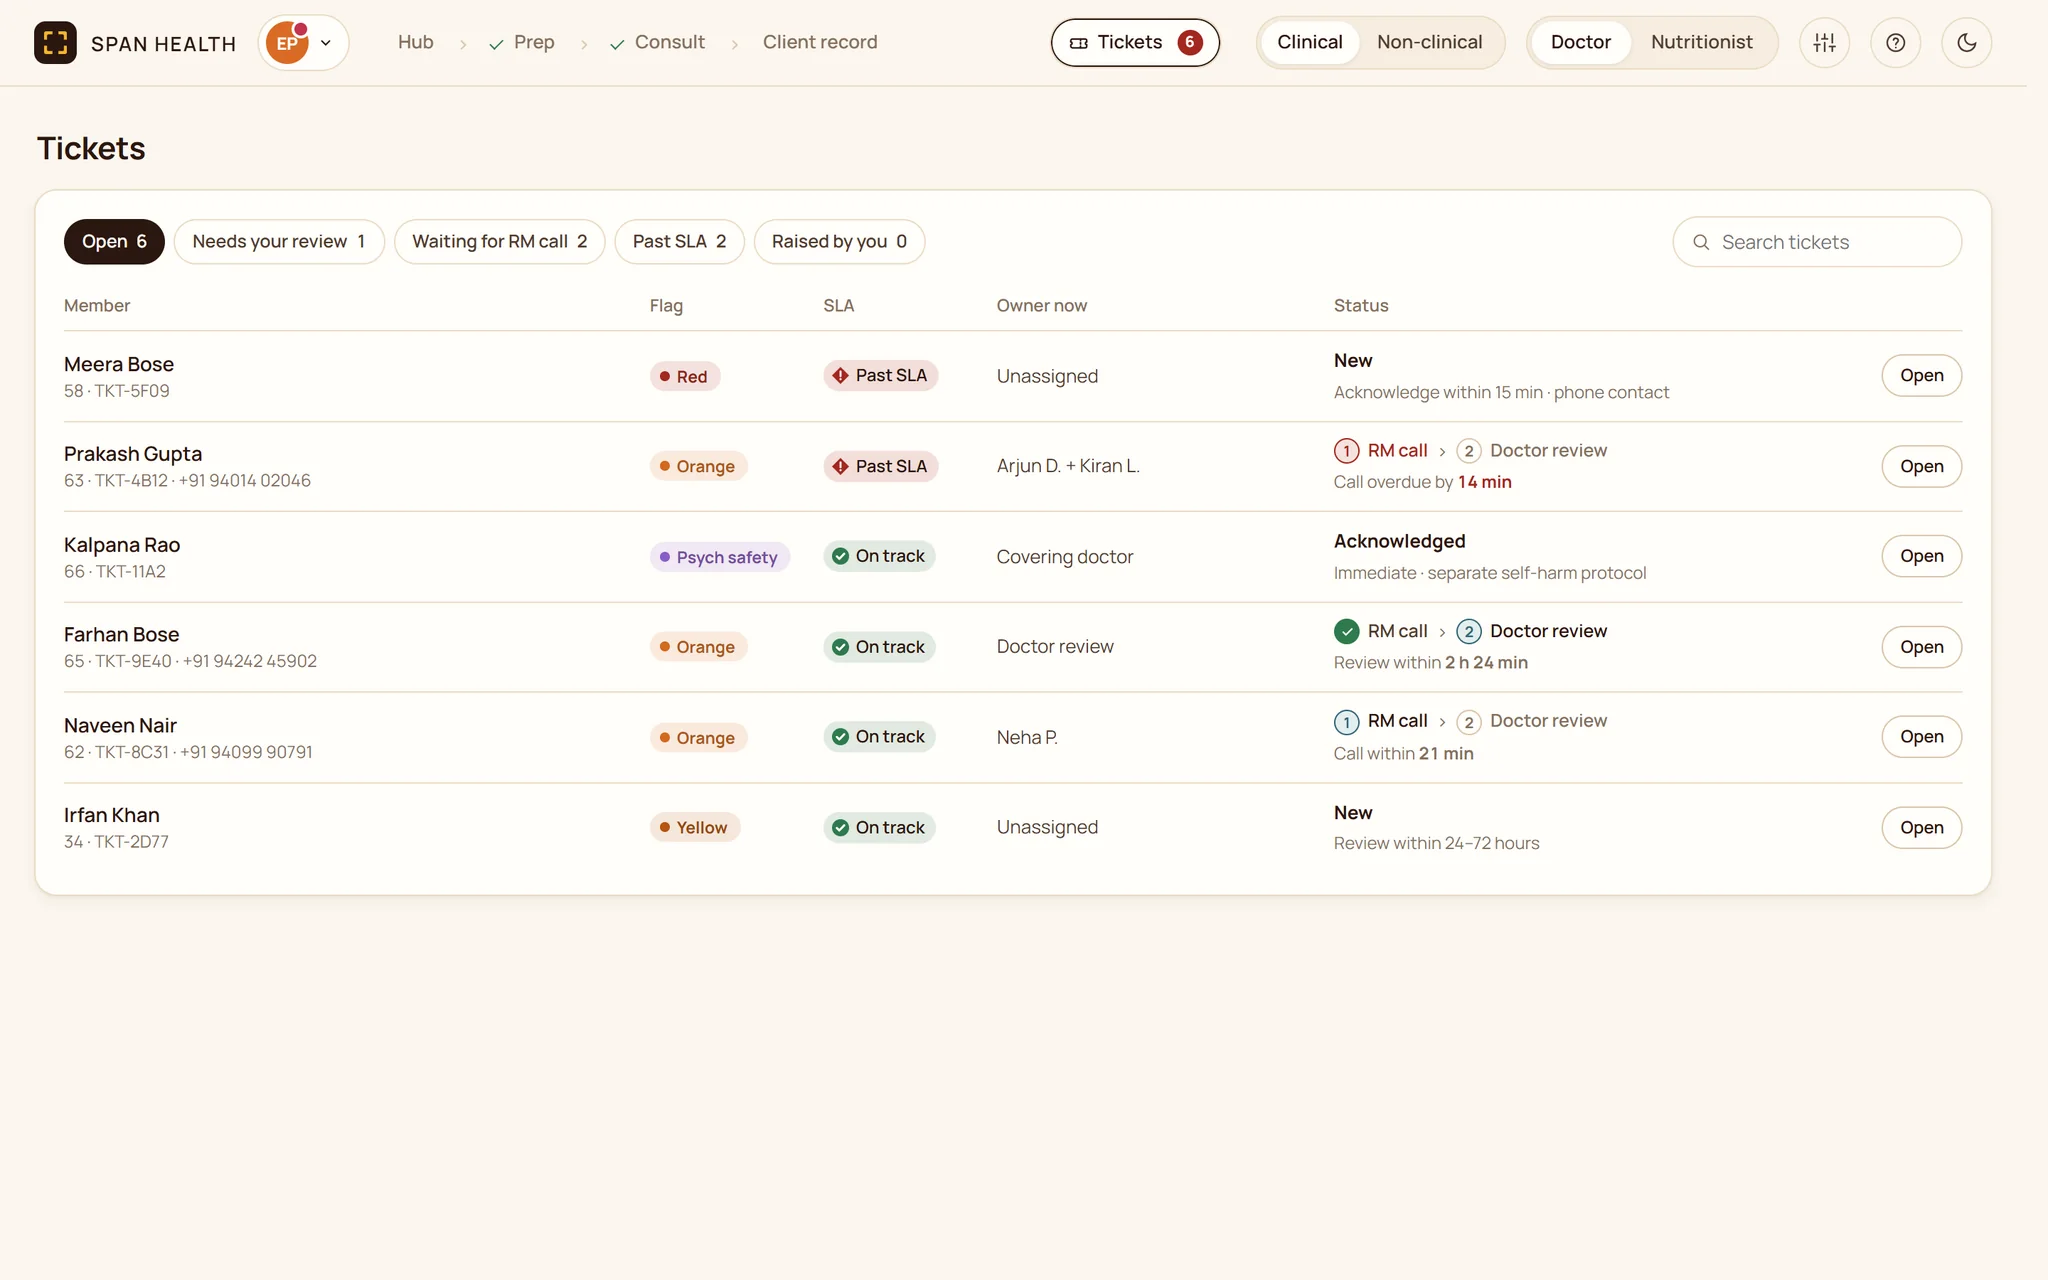 SPAN HEALTH
EP
Hub
Prep
Consult
Client record
Tickets 6
Clinical
Non-clinical
Doctor
Nutritionist
Tickets
Open 6
Needs your review 1
Waiting for RM call 2
Past SLA 2
Raised by you 0
Search tickets
Member
Flag
SLA
Owner now
Status
Meera Bose
58 · TKT-5F09
Red
Past SLA
Unassigned
New
Acknowledge within 15 min · phone contact
Open
Prakash Gupta
63 · TKT-4B12 · +91 94014 02046
Orange
Past SLA
Arjun D. + Kiran L.
1 RM call › 2 Doctor review
Call overdue by 14 min
Open
Kalpana Rao
66 · TKT-11A2
Psych safety
On track
Covering doctor
Acknowledged
Immediate · separate self-harm protocol
Open
Farhan Bose
65 · TKT-9E40 · +91 94242 45902
Orange
On track
Doctor review
RM call › 2 Doctor review
Review within 2 h 24 min
Open
Naveen Nair
62 · TKT-8C31 · +91 94099 90791
Orange
On track
Neha P.
1 RM call › 2 Doctor review
Call within 21 min
Open
Irfan Khan
34 · TKT-2D77
Yellow
On track
Unassigned
New
Review within 24–72 hours
Open